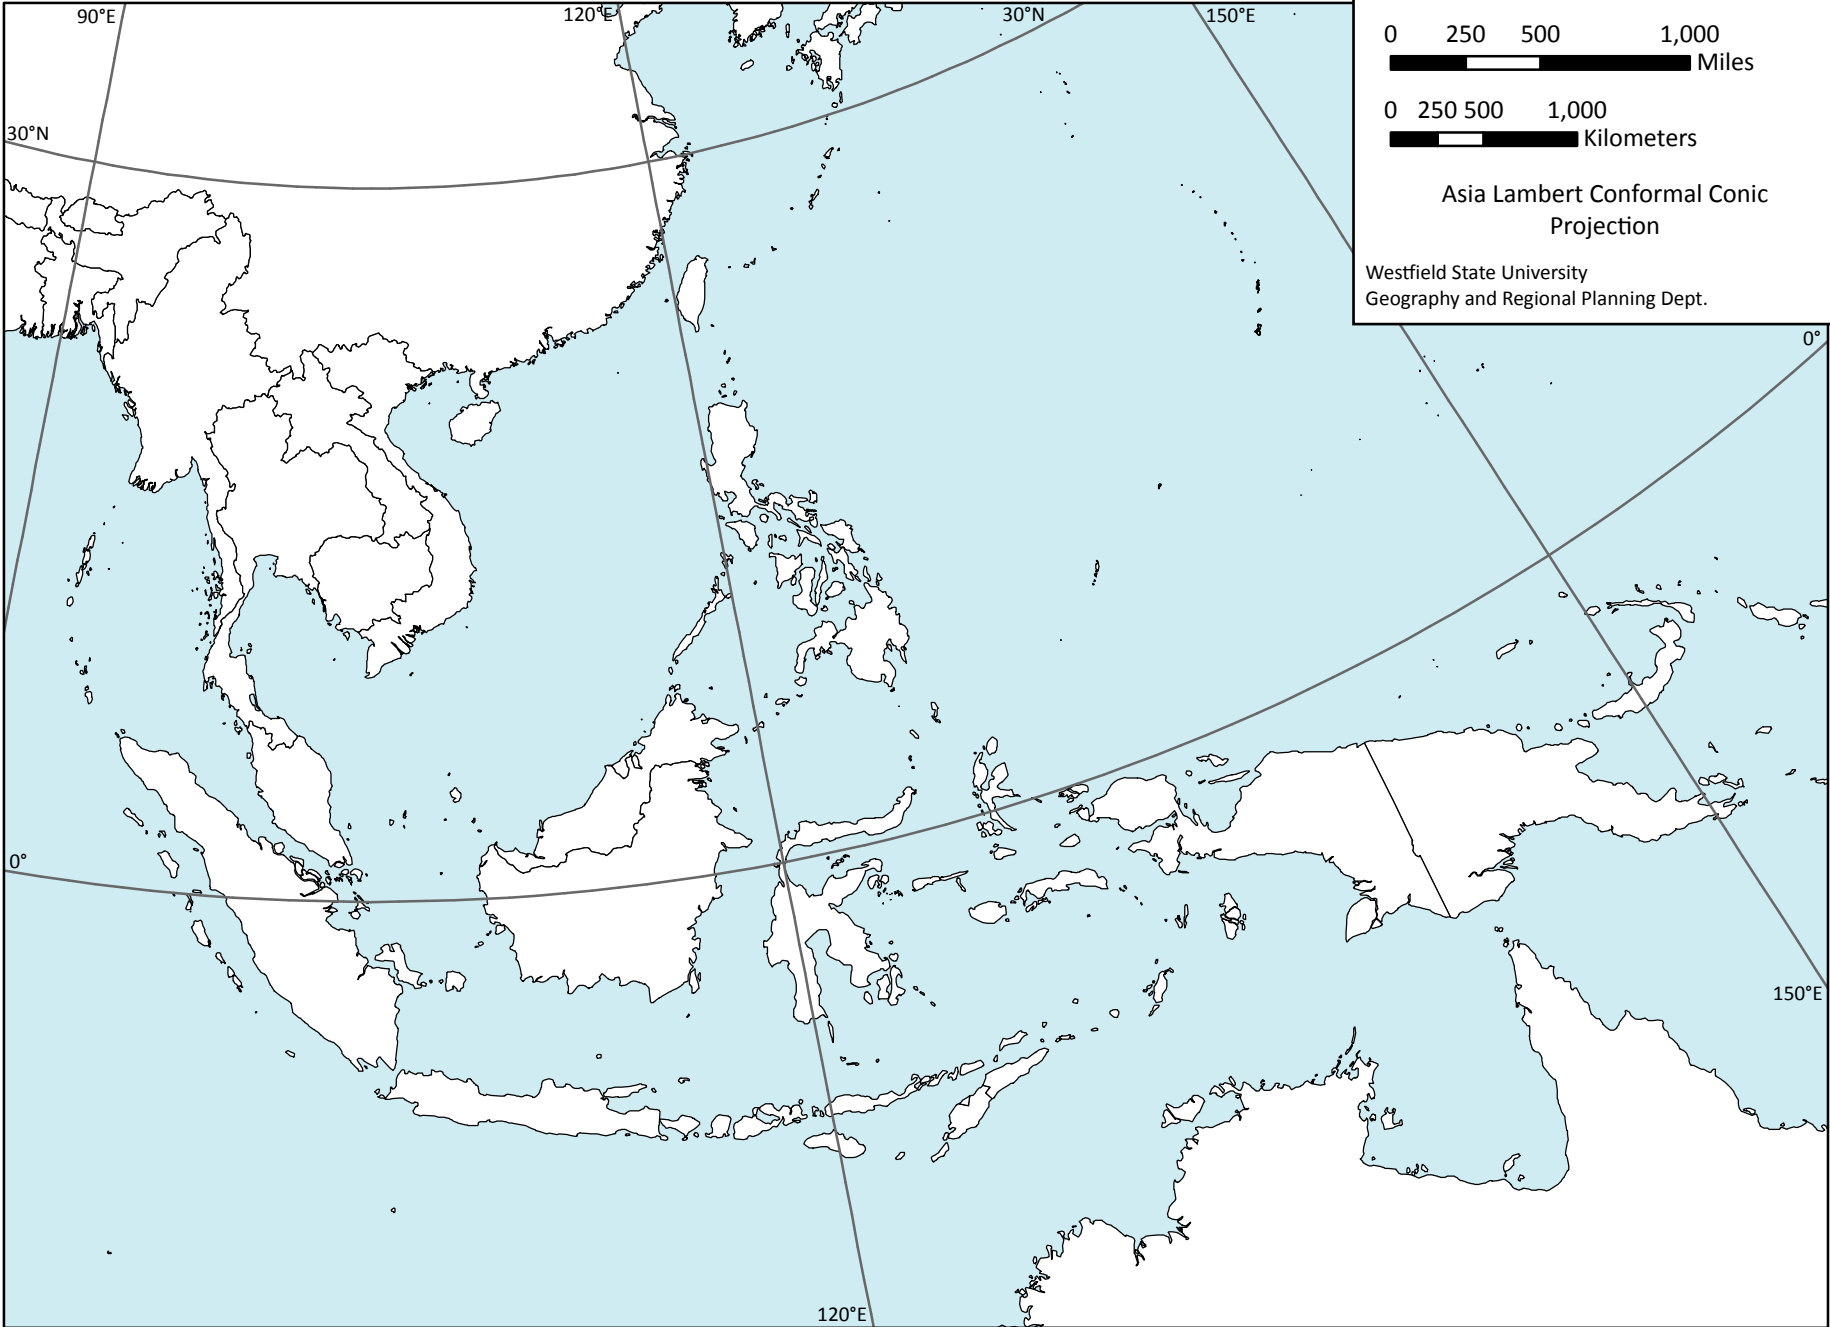 90°E
120°E
30°N
150°E
0 250 500 1,000
Miles
0 250 500 1,000
Kilometers
Asia Lambert Conformal Conic
Projection
Westfield State University
Geography and Regional Planning Dept.
30°N
0°
0°
150°E
120°E